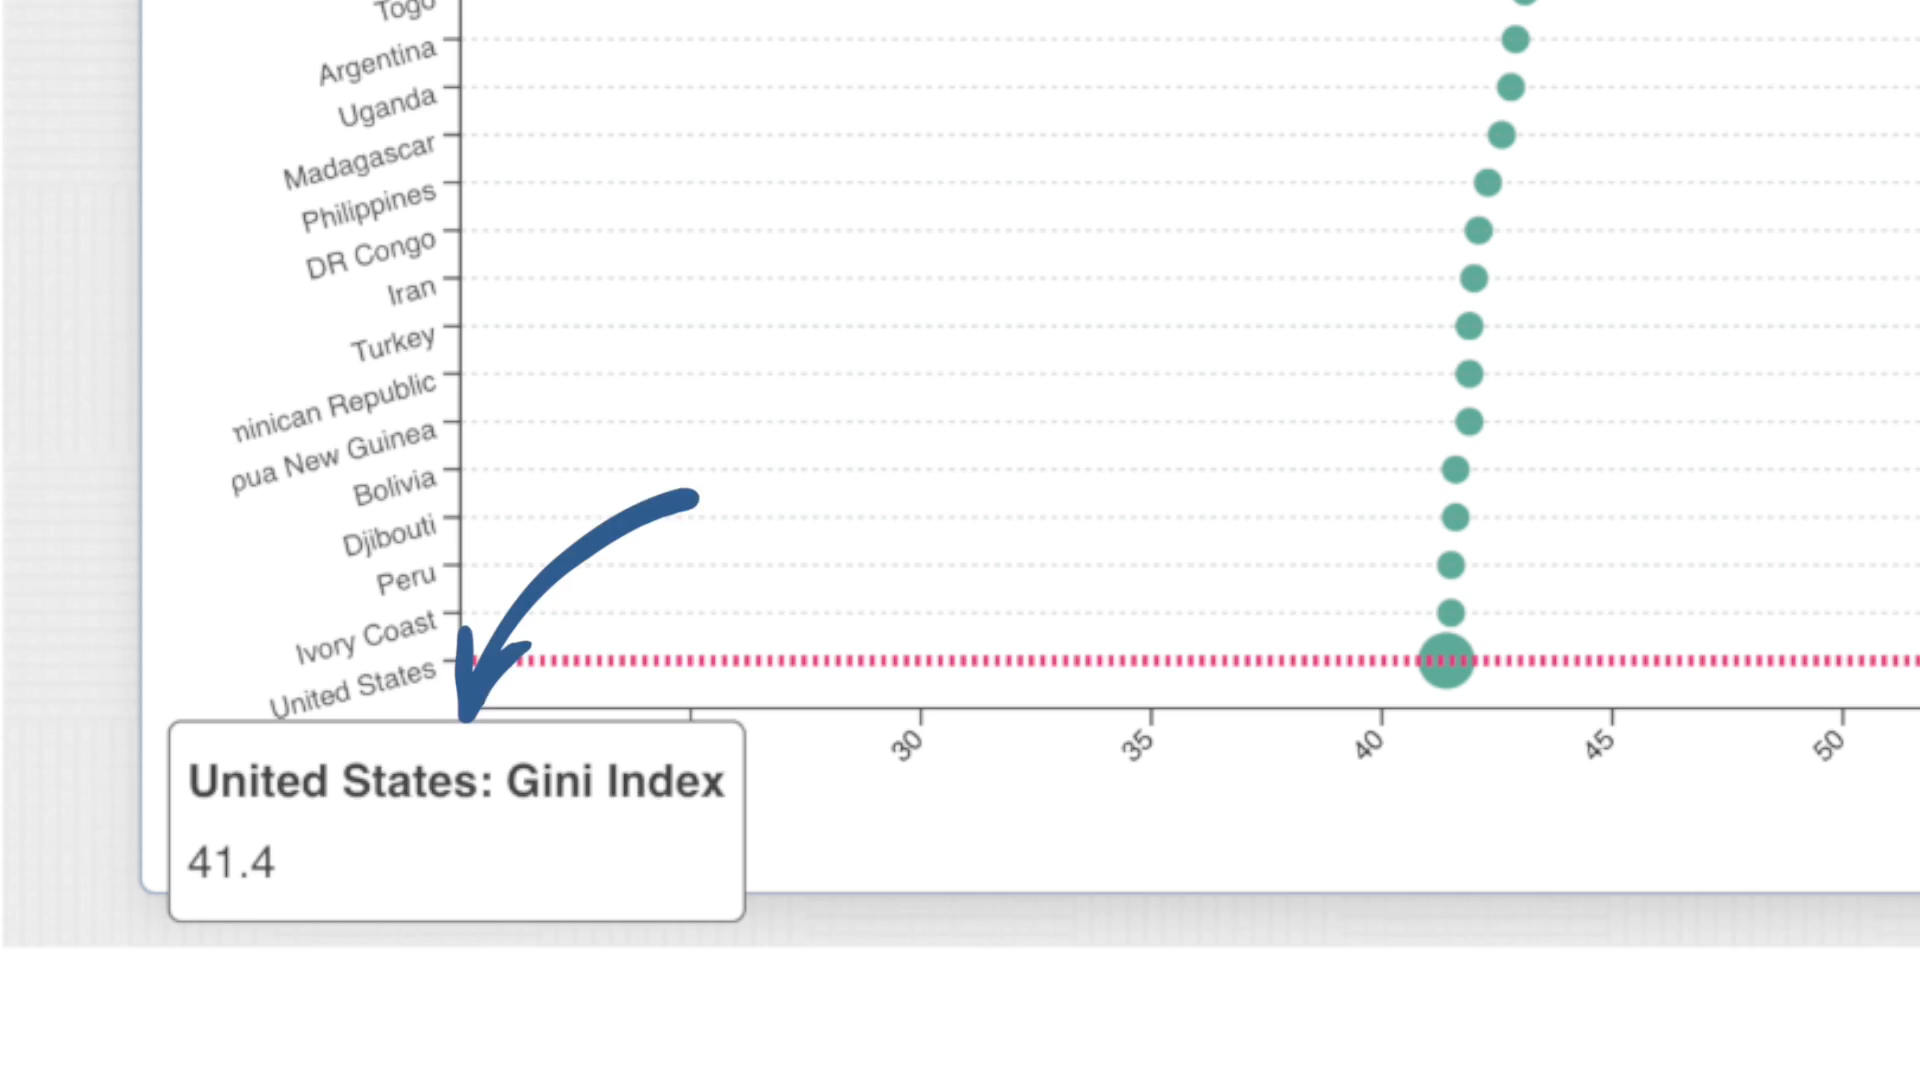 Togo
Argentina
Uganda
Madagascar
Philippines
DR Congo
Iran
Turkey
ninican Republic
pua New Guinea
Bolivia
Djibouti
Peru
Ivory Coast
United States
30
35
40
45
50
United States: Gini Index
41.4